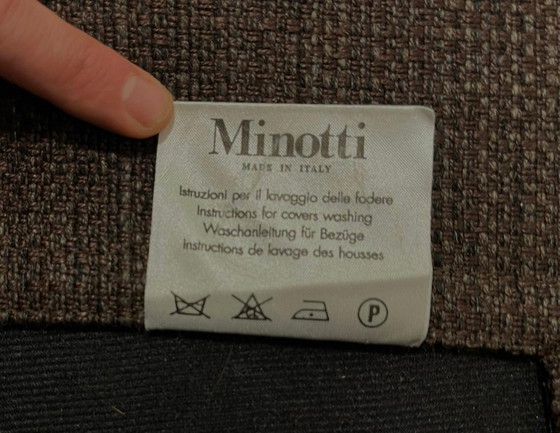 Minotti
MADE IN ITALY
Istruzioni per il lavaggio delle fodere
Instructions for covers washing
Waschanleitung für Bezüge
Instructions de lavage des housses
P